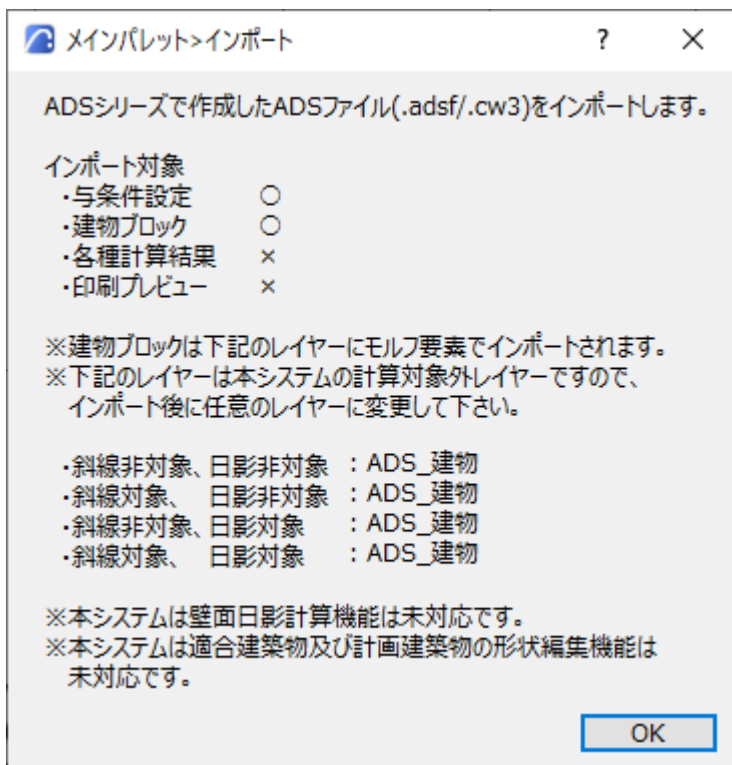 メインパレット>インポート
?
×
ADSシリーズで作成したADSファイル(.adsf/.cw3)をインポートします。
インポート対象
・与条件設定 ○
・建物ブロック ○
・各種計算結果 ×
・印刷プレビュー ×
※建物ブロックは下記のレイヤーにモルフ要素でインポートされます。
※下記のレイヤーは本システムの計算対象外レイヤーですので、
インポート後に任意のレイヤーに変更して下さい。
・斜線非対象、日影非対象 : ADS_建物
・斜線対象、 日影非対象 : ADS_建物
・斜線非対象、日影対象 : ADS_建物
・斜線対象、 日影対象 : ADS_建物
※本システムは壁面日影計算機能は未対応です。
※本システムは適合建築物及び計画建築物の形状編集機能は
未対応です。
OK